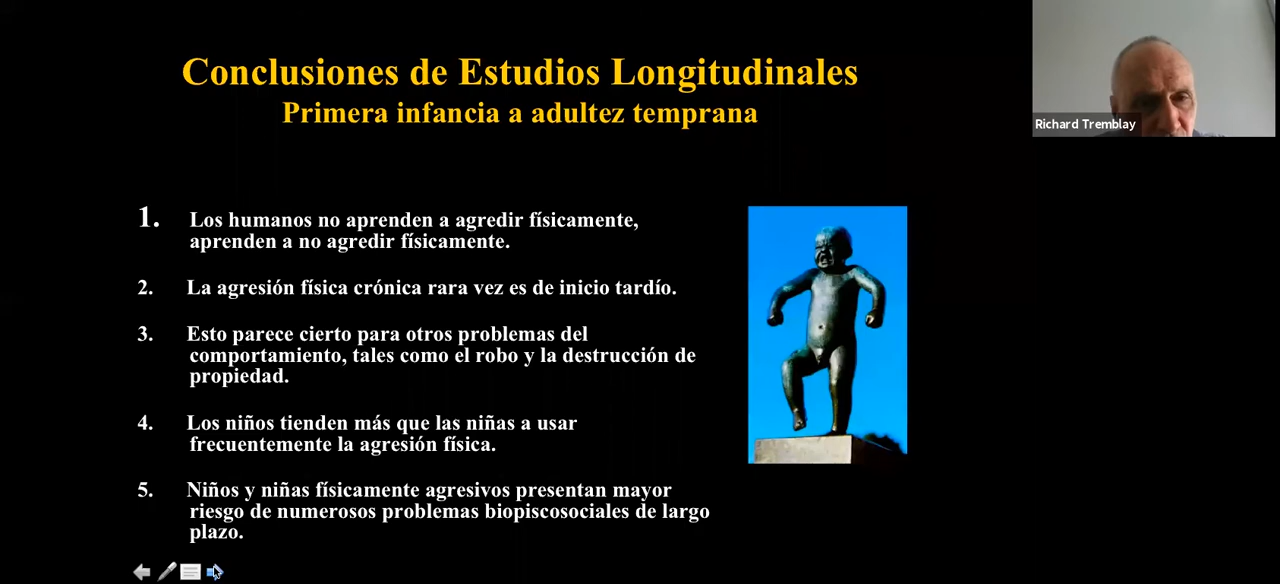 Conclusiones de Estudios Longitudinales
Primera infancia a adultez temprana
Richard Tremblay
1. Los humanos no aprenden a agredir físicamente,
aprenden a no agredir físicamente.
2. La agresión física crónica rara vez es de inicio tardío.
3. Esto parece cierto para otros problemas del
comportamiento, tales como el robo y la destrucción de
propiedad.
4. Los niños tienden más que las niñas a usar
frecuentemente la agresión física.
5. Niños y niñas físicamente agresivos presentan mayor
riesgo de numerosos problemas biopiscosociales de largo
plazo.